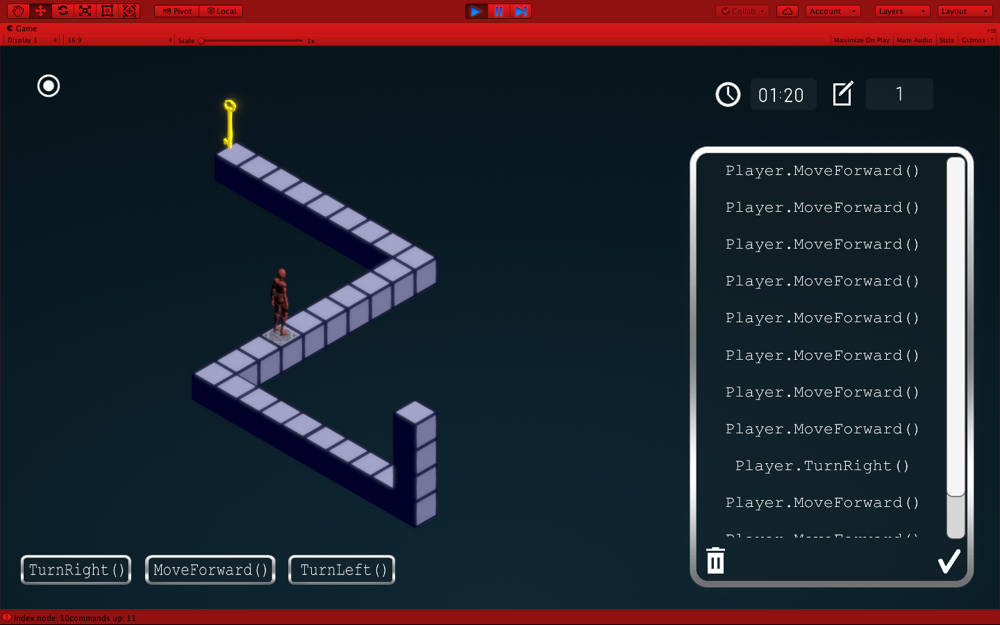 Pivot Local Collab Account Layers Layout
Game
Display 1 16:9 Scale 1x Maximize On Play Mute Audio Stats Gizmos
01:20 1
Player.MoveForward()
Player.MoveForward()
Player.MoveForward()
Player.MoveForward()
Player.MoveForward()
Player.MoveForward()
Player.MoveForward()
Player.MoveForward()
Player.TurnRight()
Player.MoveForward()
Player.MoveForward()
TurnRight() MoveForward() TurnLeft()
index node: 10commands up: 11